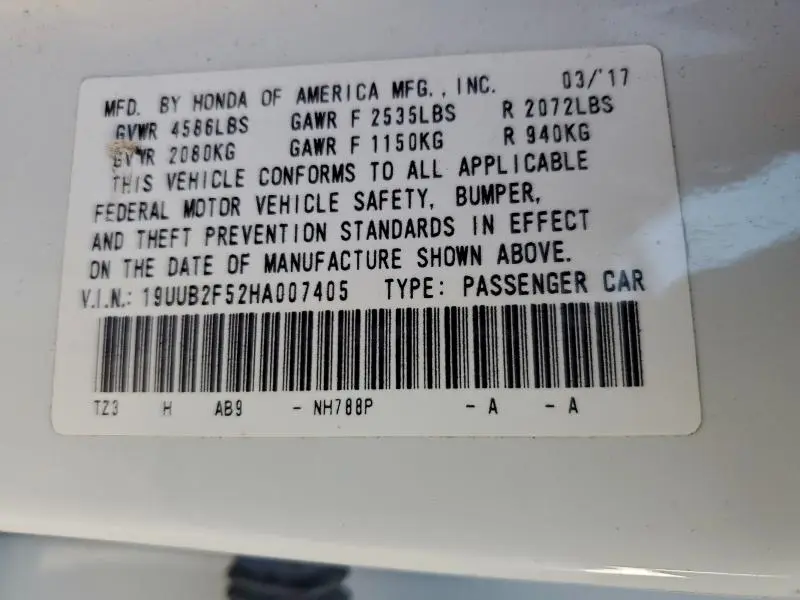 MFD. BY HONDA OF AMERICA MFG., INC. 03/'17
GVWR 4586LBS GAWR F 2535LBS R 2072LBS
GVWR 2080KG GAWR F 1150KG R 940KG
THIS VEHICLE CONFORMS TO ALL APPLICABLE
FEDERAL MOTOR VEHICLE SAFETY, BUMPER,
AND THEFT PREVENTION STANDARDS IN EFFECT
ON THE DATE OF MANUFACTURE SHOWN ABOVE.
V.I.N.: 19UUB2F52HA007405 TYPE: PASSENGER CAR
TZ3 H AB9 - NH788P - A - A